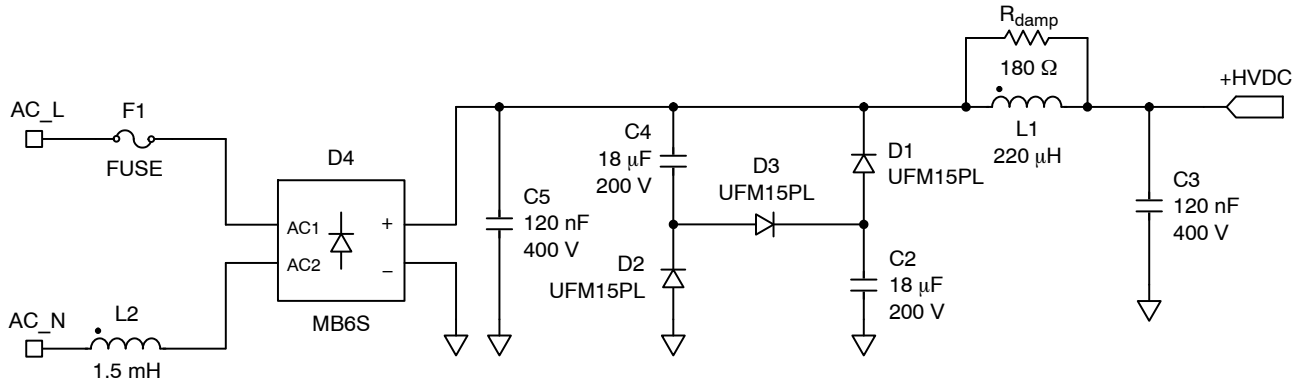 R_damp
180 Ω
L1
220 μH
+HVDC
AC_L
F1
FUSE
D4
AC1
AC2
+
–
MB6S
AC_N
L2
1.5 mH
C5
120 nF
400 V
C4
18 μF
200 V
D3
UFM15PL
D1
UFM15PL
D2
UFM15PL
C2
18 μF
200 V
C3
120 nF
400 V